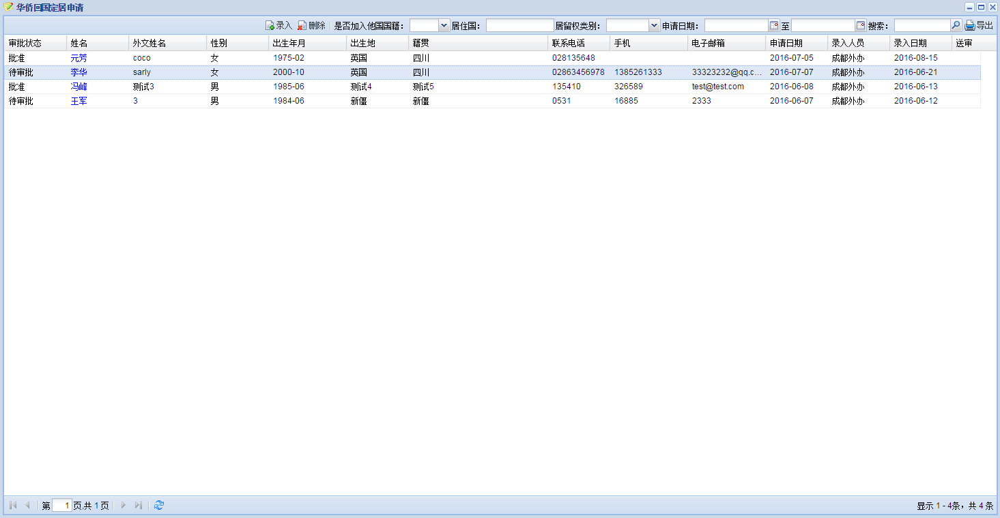 华侨回国定居申请
录入 删除 是否加入他国国籍： 居住国： 居留权类别： 申请日期： 至 搜索： 导出
审批状态 姓名 外文姓名 性别 出生年月 出生地 籍贯 联系电话 手机 电子邮箱 申请日期 录入人员 录入日期 送审
批准 元芳 coco 女 1975-02 英国 四川 028135648 2016-07-05 成都外办 2016-08-15
待审批 李华 sarly 女 2000-10 英国 四川 02863456978 1385261333 33323232@qq.c... 2016-07-07 成都外办 2016-06-21
批准 冯峰 测试3 男 1985-06 测试4 测试5 135410 326589 test@test.com 2016-06-08 成都外办 2016-06-13
待审批 王军 3 男 1984-06 新僵 新僵 0531 16885 2333 2016-06-07 成都外办 2016-06-12
第 1 页,共 1 页 显示 1 - 4条，共 4 条